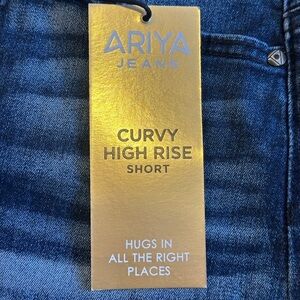 ARIYA
JEANS
CURVY
HIGH RISE
SHORT
HUGS IN
ALL THE RIGHT
PLACES